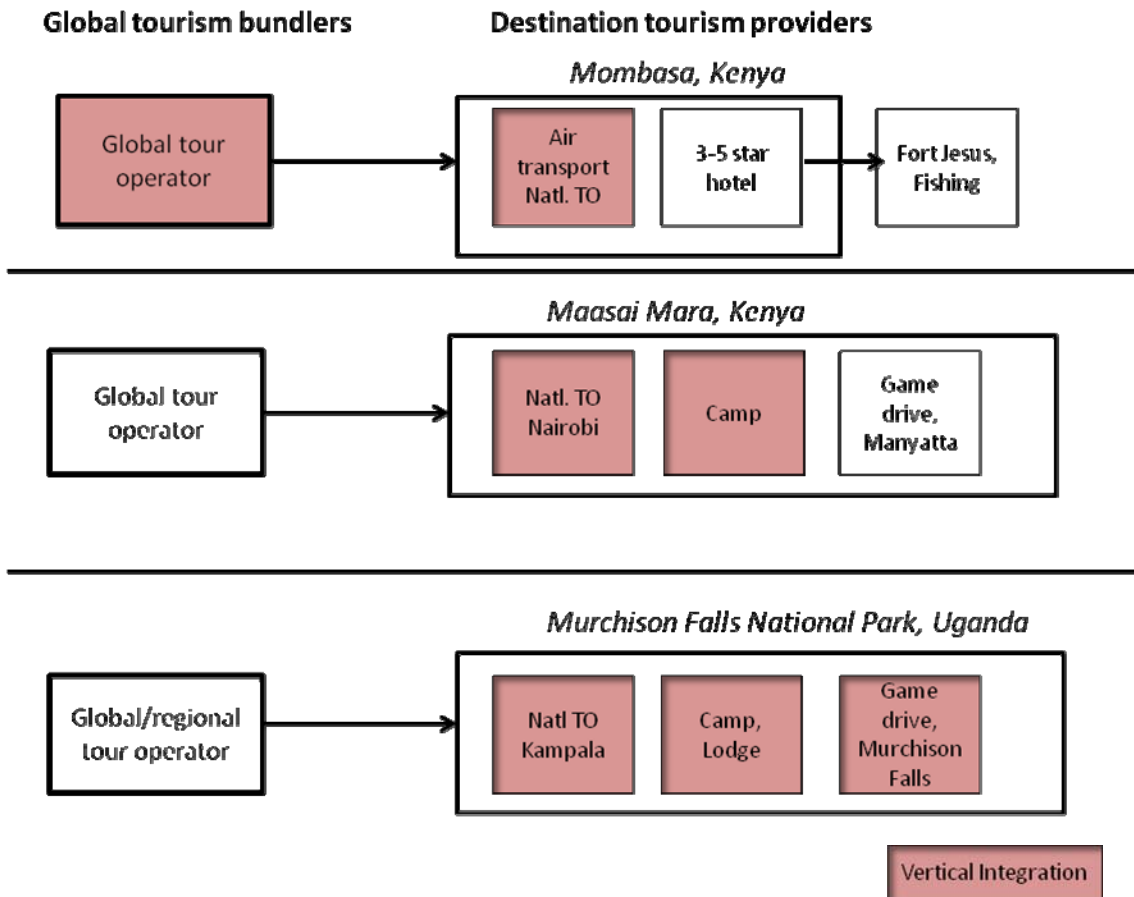 Global tourism bundlers
Destination tourism providers
Mombasa, Kenya
Global tour
operator
Air
transport
Natl. TO
3-5 star
hotel
Fort Jesus,
Fishing
Maasai Mara, Kenya
Global tour
operator
Natl. TO
Nairobi
Camp
Game
drive,
Manyatta
Murchison Falls National Park, Uganda
Global/regional
tour operator
Natl TO
Kampala
Camp,
Lodge
Game
drive,
Murchison
Falls
Vertical Integration